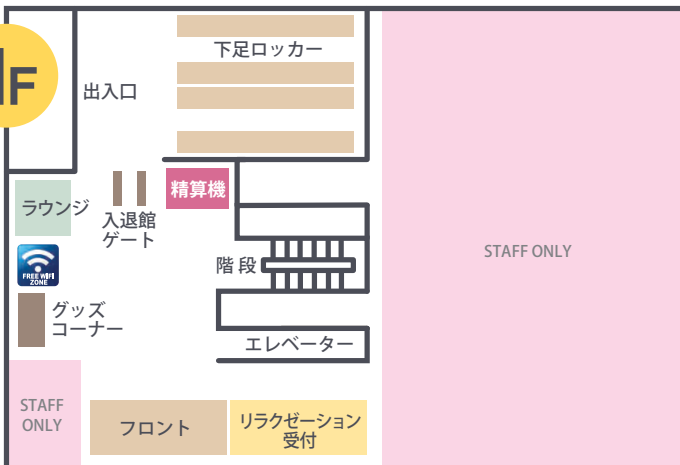 F
下足ロッカー
出入口
精算機
ラウンジ
入退館
ゲート
FREE WiFi
ZONE
階段
STAFF ONLY
グッズ
コーナー
エレベーター
STAFF
ONLY
フロント
リラクゼーション
受付